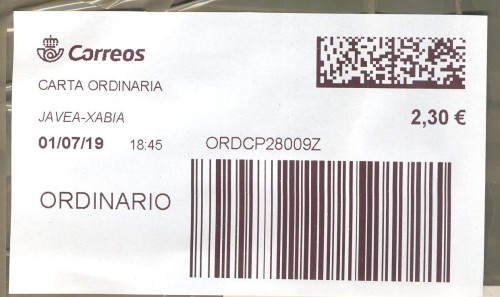 Correos
CARTA ORDINARIA
JAVEA-XABIA
2,30 €
01/07/19 18:45 ORDCP28009Z
ORDINARIO